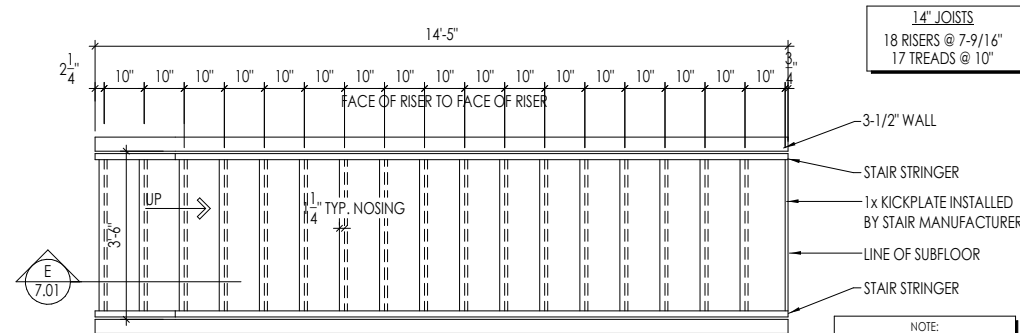 14" JOISTS
18 RISERS @ 7-9/16"
17 TREADS @ 10"
14'-5"
2 1/4"
10" 10" 10" 10" 10" 10" 10" 10" 10" 10" 10" 10" 10" 10" 10" 10" 10"
3/4"
FACE OF RISER TO FACE OF RISER
3-1/2" WALL
STAIR STRINGER
UP
1 1/4" TYP. NOSING
1x KICKPLATE INSTALLED
BY STAIR MANUFACTURER
3'-6"
LINE OF SUBFLOOR
E
7.01
STAIR STRINGER
NOTE: